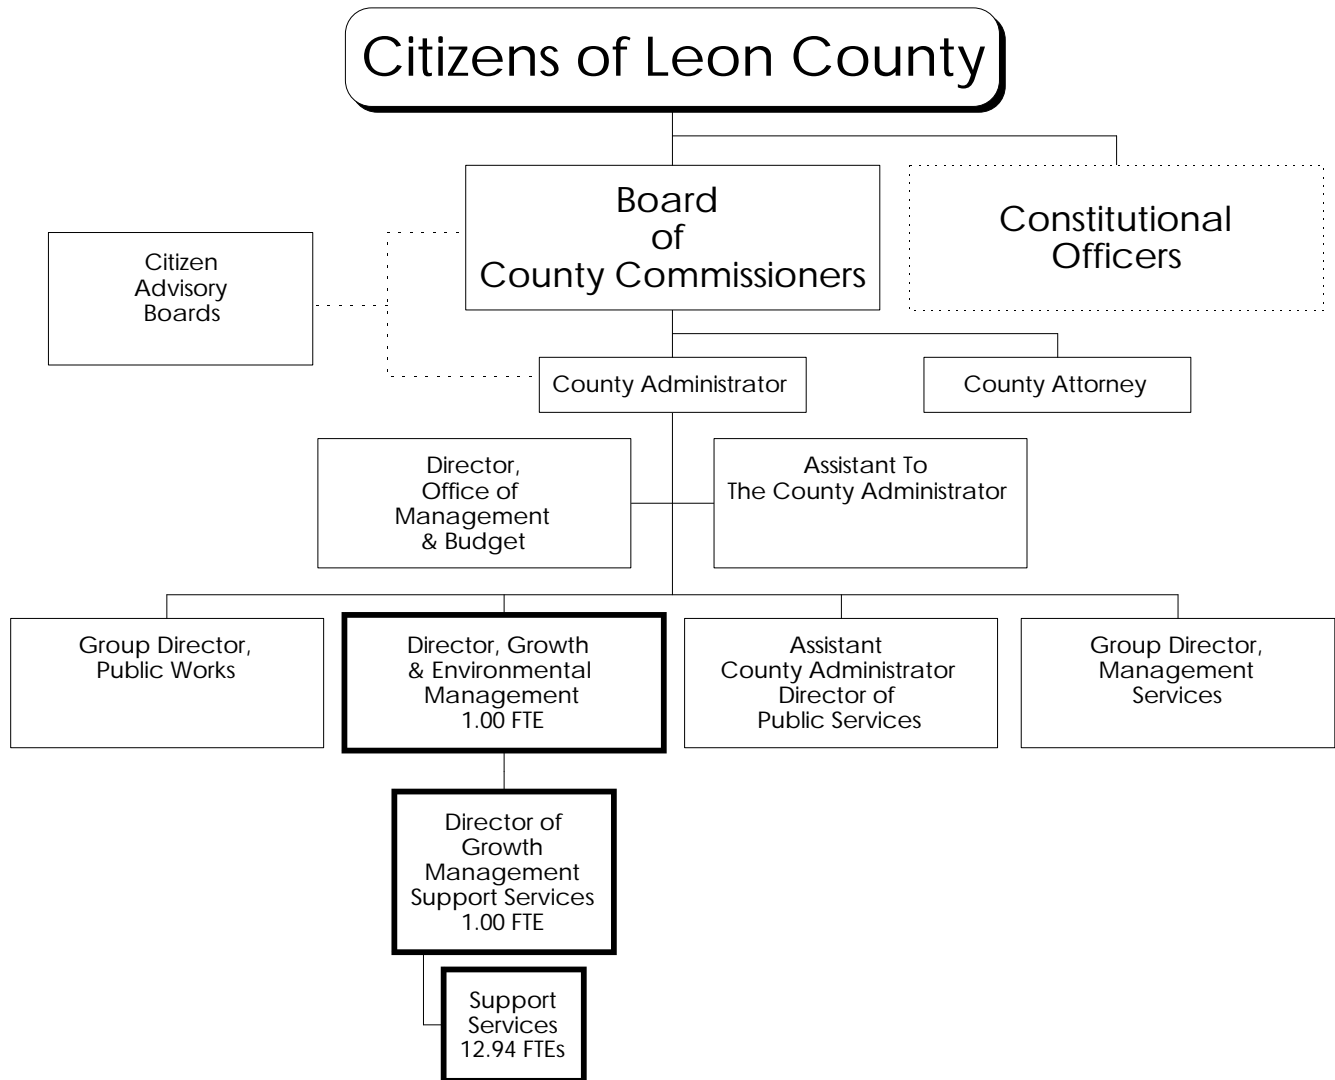 Citizens of Leon County
Board
of
County Commissioners
Constitutional
Officers
Citizen
Advisory
Boards
County Administrator
County Attorney
Director,
Office of
Management
& Budget
Assistant To
The County Administrator
Group Director,
Public Works
Director, Growth
& Environmental
Management
1.00 FTE
Assistant
County Administrator
Director of
Public Services
Group Director,
Management
Services
Director of
Growth
Management
Support Services
1.00 FTE
Support
Services
12.94 FTEs